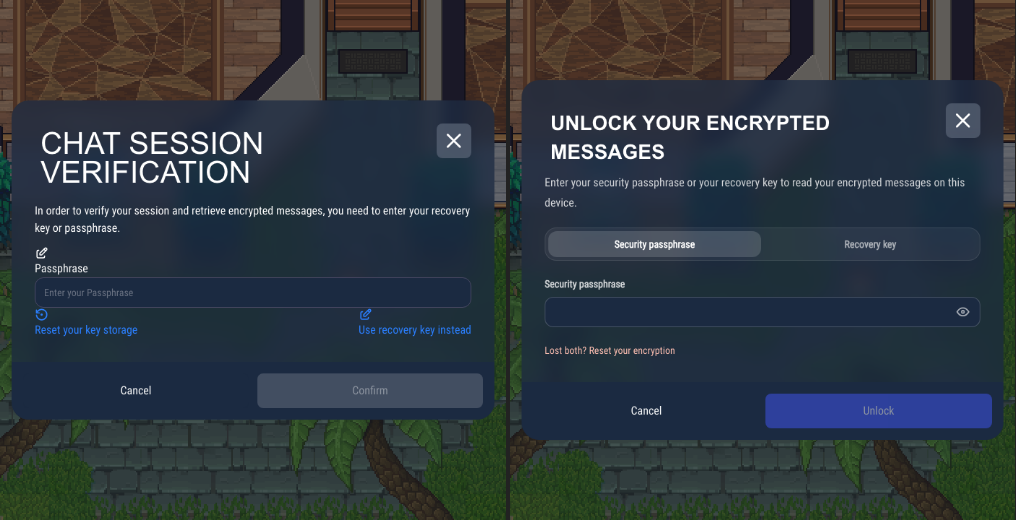 CHAT SESSION
VERIFICATION
In order to verify your session and retrieve encrypted messages, you need to enter your recovery
key or passphrase.
Passphrase
Enter your Passphrase
Reset your key storage
Use recovery key instead
Cancel
Confirm
UNLOCK YOUR ENCRYPTED
MESSAGES
Enter your security passphrase or your recovery key to read your encrypted messages on this
device.
Security passphrase
Recovery key
Security passphrase
Lost both? Reset your encryption
Cancel
Unlock